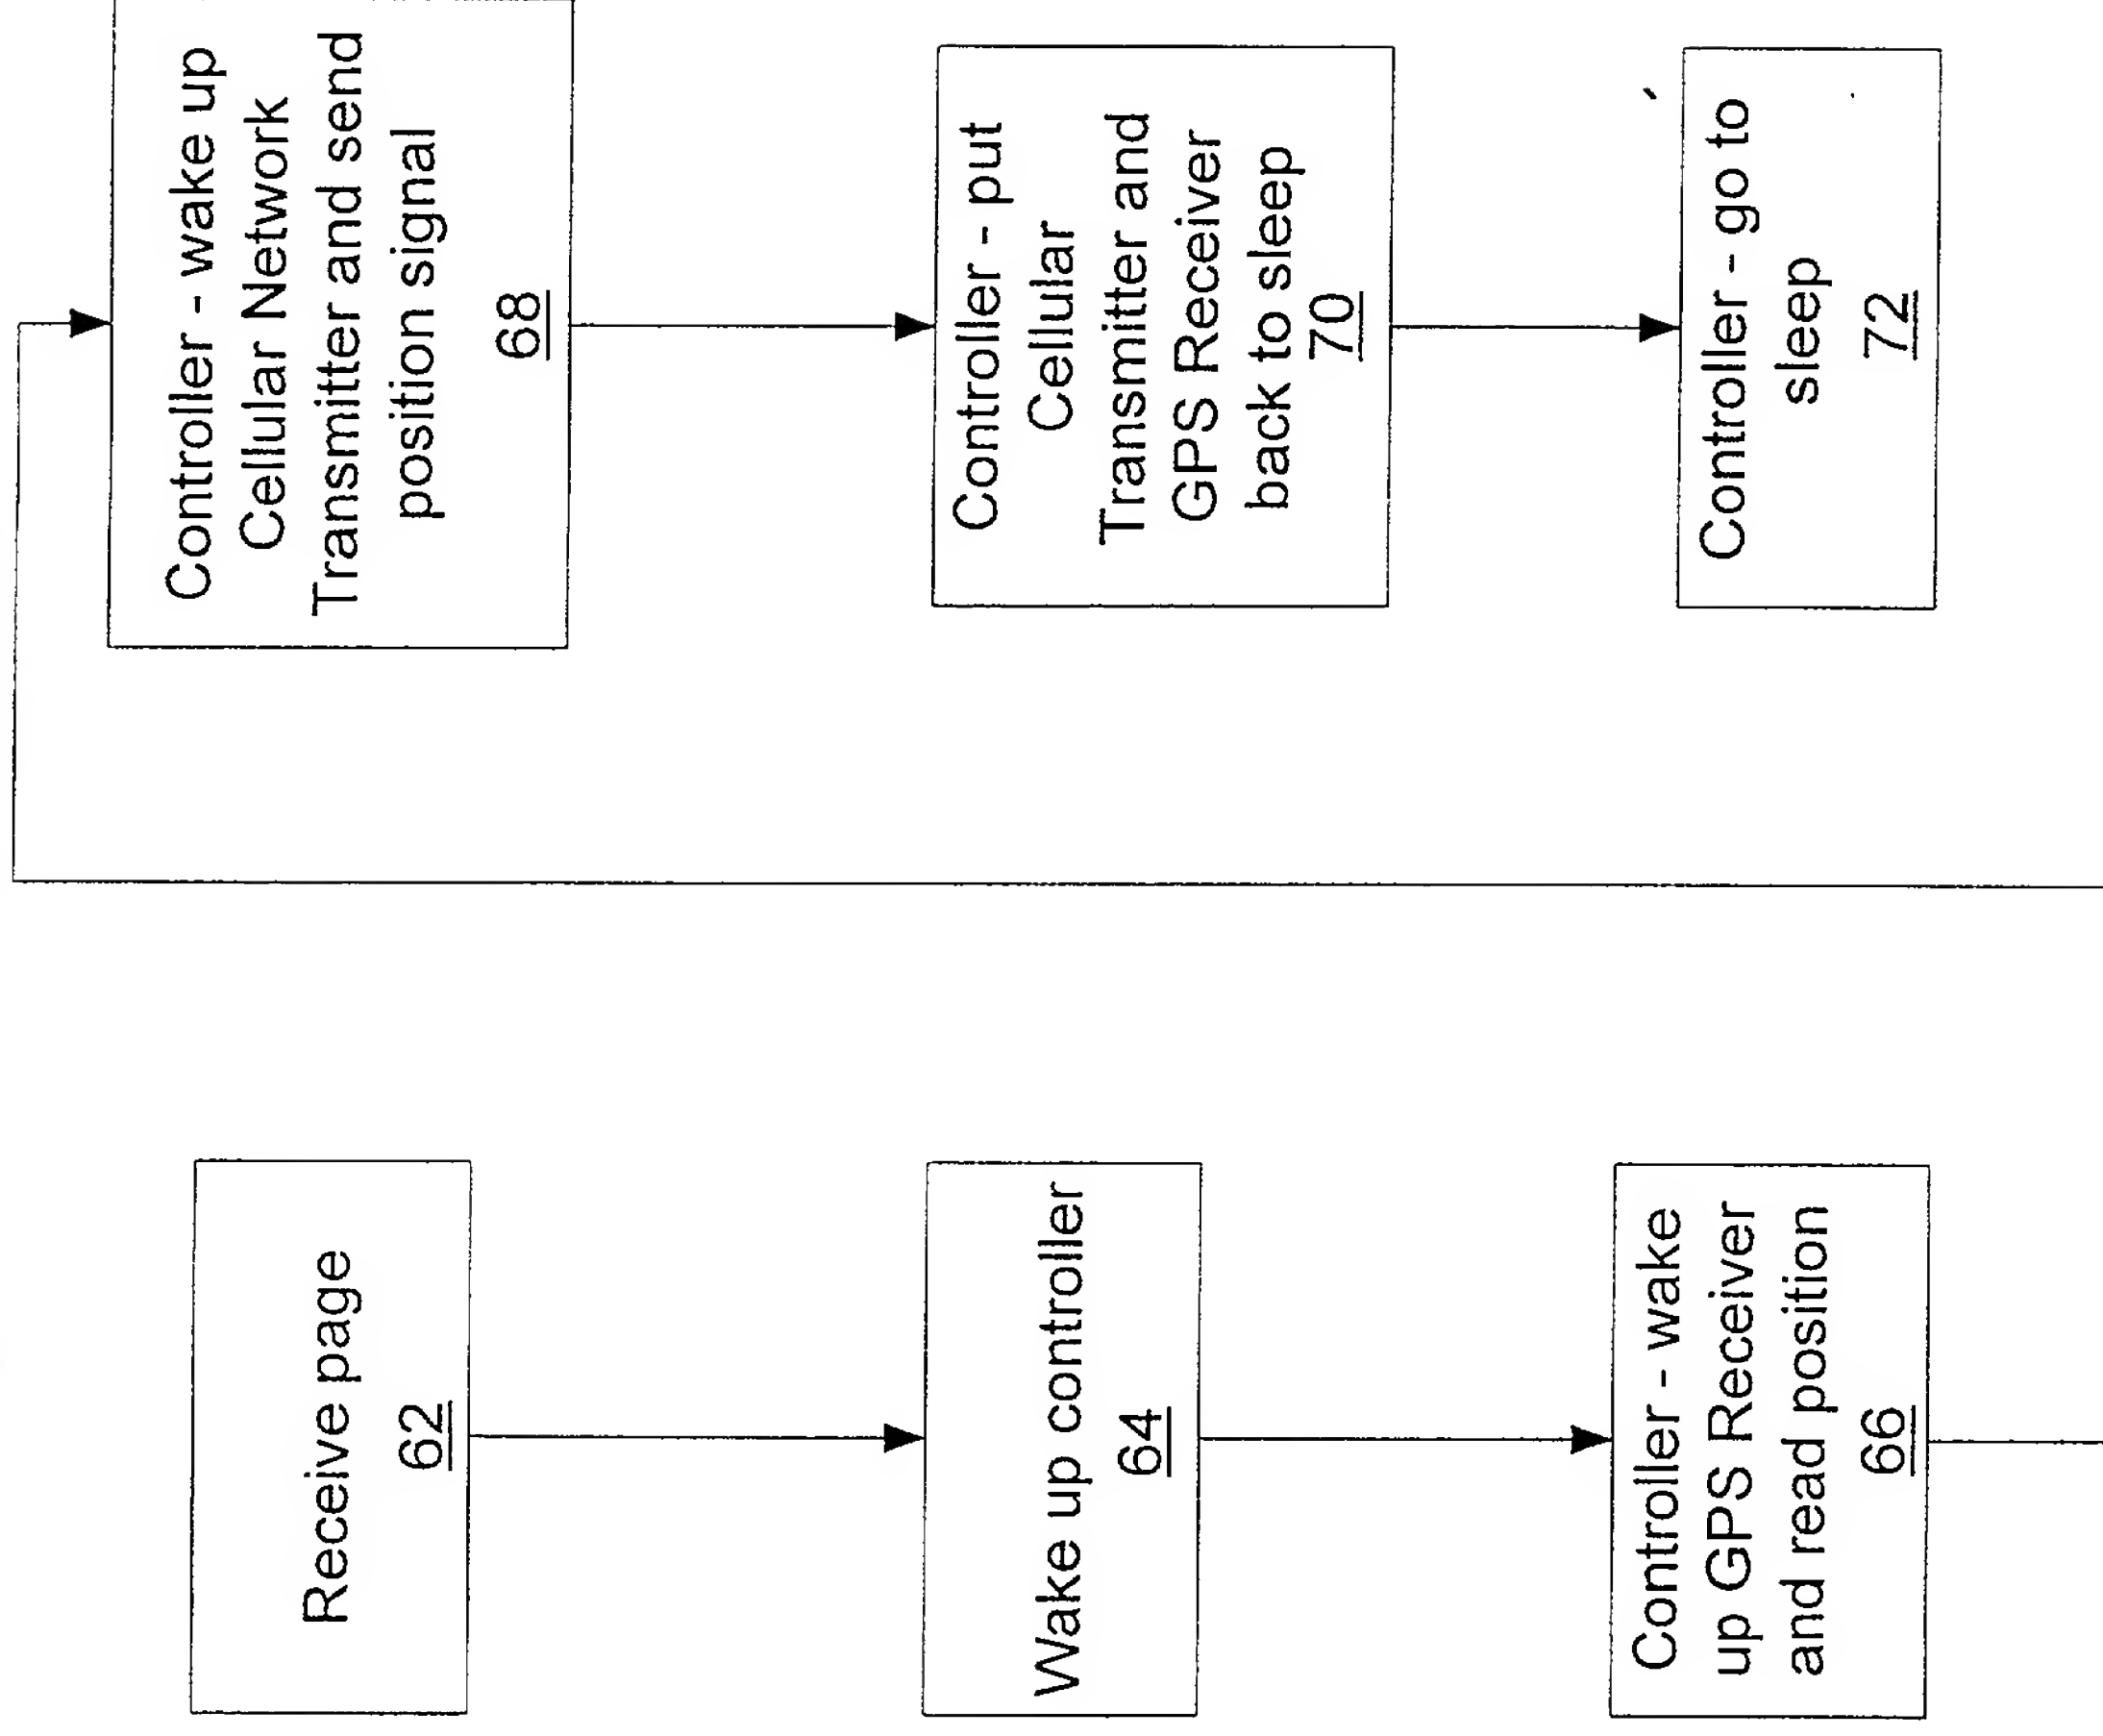 Receive page
62
Wake up controller
64
Controller - wake
up GPS Receiver
and read position
66
Controller - wake up
Cellular Network
Transmitter and send
position signal
68
Controller - put
Cellular
Transmitter and
GPS Receiver
back to sleep
70
Controller - go to
sleep
72